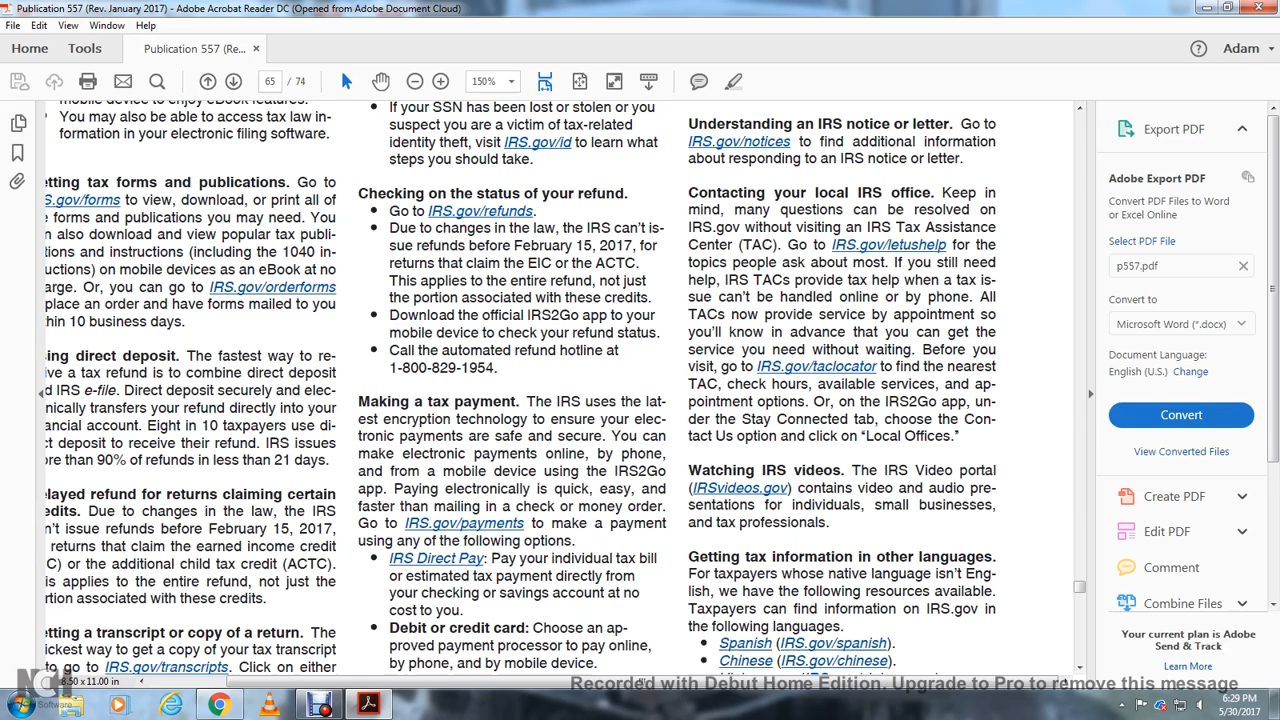 Publication 557 (Rev. January 2017) - Adobe Acrobat Reader DC (Opened from Adobe Document Cloud)
File Edit View Window Help
Home Tools Publication 557 (Re... × Adam
65 / 74 150%
mobile device to enjoy eBook features.
You may also be able to access tax law in-
formation in your electronic filing software.
etting tax forms and publications. Go to
S.gov/forms to view, download, or print all of
e forms and publications you may need. You
n also download and view popular tax publi-
tions and instructions (including the 1040 in-
uctions) on mobile devices as an eBook at no
arge. Or, you can go to IRS.gov/orderforms
place an order and have forms mailed to you
thin 10 business days.
ing direct deposit. The fastest way to re-
ve a tax refund is to combine direct deposit
d IRS e-file. Direct deposit securely and elec-
nically transfers your refund directly into your
ancial account. Eight in 10 taxpayers use di-
ct deposit to receive their refund. IRS issues
ore than 90% of refunds in less than 21 days.
elayed refund for returns claiming certain
edits. Due to changes in the law, the IRS
n't issue refunds before February 15, 2017,
returns that claim the earned income credit
C) or the additional child tax credit (ACTC).
is applies to the entire refund, not just the
rtion associated with these credits.
etting a transcript or copy of a return. The
ickest way to get a copy of your tax transcript
to go to IRS.gov/transcripts. Click on either
• If your SSN has been lost or stolen or you
suspect you are a victim of tax-related
identity theft, visit IRS.gov/id to learn what
steps you should take.
Checking on the status of your refund.
• Go to IRS.gov/refunds.
• Due to changes in the law, the IRS can't is-
sue refunds before February 15, 2017, for
returns that claim the EIC or the ACTC.
This applies to the entire refund, not just
the portion associated with these credits.
• Download the official IRS2Go app to your
mobile device to check your refund status.
• Call the automated refund hotline at
1-800-829-1954.
Making a tax payment. The IRS uses the lat-
est encryption technology to ensure your elec-
tronic payments are safe and secure. You can
make electronic payments online, by phone,
and from a mobile device using the IRS2Go
app. Paying electronically is quick, easy, and
faster than mailing in a check or money order.
Go to IRS.gov/payments to make a payment
using any of the following options.
• IRS Direct Pay: Pay your individual tax bill
or estimated tax payment directly from
your checking or savings account at no
cost to you.
• Debit or credit card: Choose an ap-
proved payment processor to pay online,
by phone, and by mobile device.
Understanding an IRS notice or letter. Go to
IRS.gov/notices to find additional information
about responding to an IRS notice or letter.
Contacting your local IRS office. Keep in
mind, many questions can be resolved on
IRS.gov without visiting an IRS Tax Assistance
Center (TAC). Go to IRS.gov/letushelp for the
topics people ask about most. If you still need
help, IRS TACs provide tax help when a tax is-
sue can't be handled online or by phone. All
TACs now provide service by appointment so
you'll know in advance that you can get the
service you need without waiting. Before you
visit, go to IRS.gov/taclocator to find the nearest
TAC, check hours, available services, and ap-
pointment options. Or, on the IRS2Go app, un-
der the Stay Connected tab, choose the Con-
tact Us option and click on “Local Offices.”
Watching IRS videos. The IRS Video portal
(IRSvideos.gov) contains video and audio pre-
sentations for individuals, small businesses,
and tax professionals.
Getting tax information in other languages.
For taxpayers whose native language isn't Eng-
lish, we have the following resources available.
Taxpayers can find information on IRS.gov in
the following languages.
• Spanish (IRS.gov/spanish).
• Chinese (IRS.gov/chinese).
Export PDF
Adobe Export PDF
Convert PDF Files to Word
or Excel Online
Select PDF File
p557.pdf
Convert to
Microsoft Word (*.docx)
Document Language:
English (U.S.) Change
Convert
View Converted Files
Create PDF
Edit PDF
Comment
Combine Files
Your current plan is Adobe
Send & Track
Learn More
8.50 x 11.00 in
NCH
Software
Recorded with Debut Home Edition. Upgrade to Pro to remove this message
6:29 PM
5/30/2017